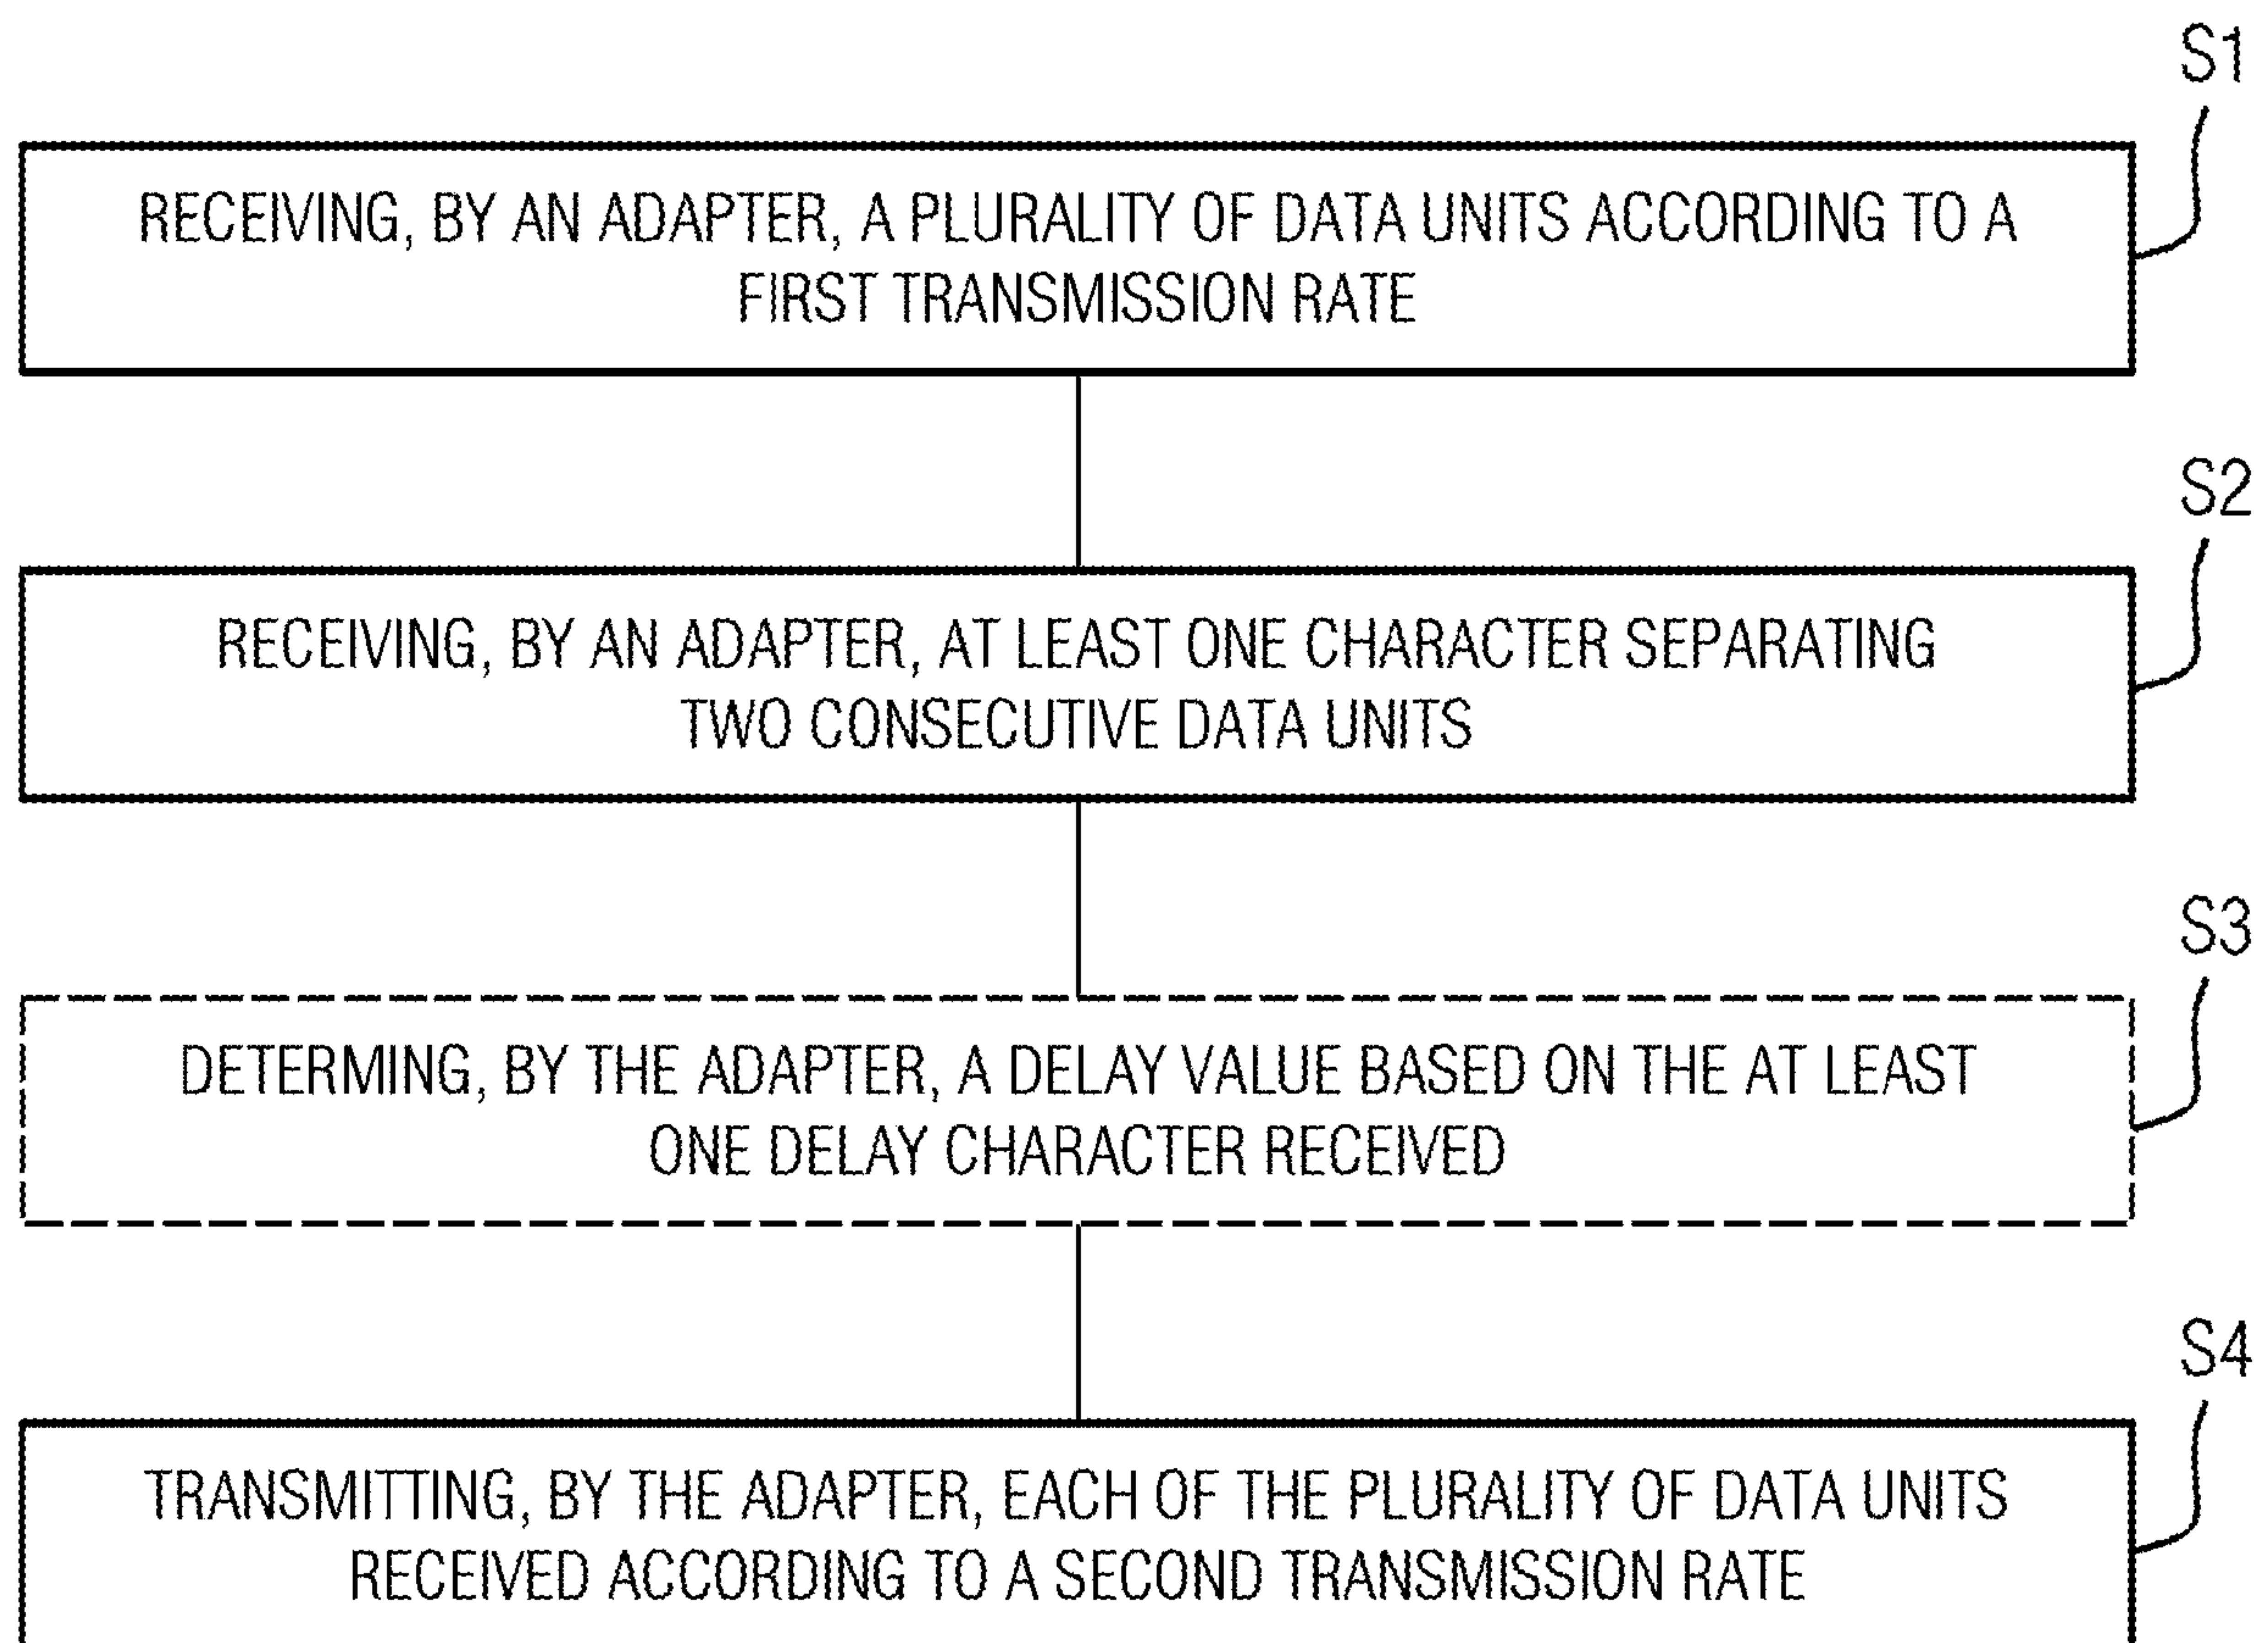 S1
RECEIVING, BY AN ADAPTER, A PLURALITY OF DATA UNITS ACCORDING TO A
FIRST TRANSMISSION RATE
S2
RECEIVING, BY AN ADAPTER, AT LEAST ONE CHARACTER SEPARATING
TWO CONSECUTIVE DATA UNITS
S3
DETERMING, BY THE ADAPTER, A DELAY VALUE BASED ON THE AT LEAST
ONE DELAY CHARACTER RECEIVED
S4
TRANSMITTING, BY THE ADAPTER, EACH OF THE PLURALITY OF DATA UNITS
RECEIVED ACCORDING TO A SECOND TRANSMISSION RATE